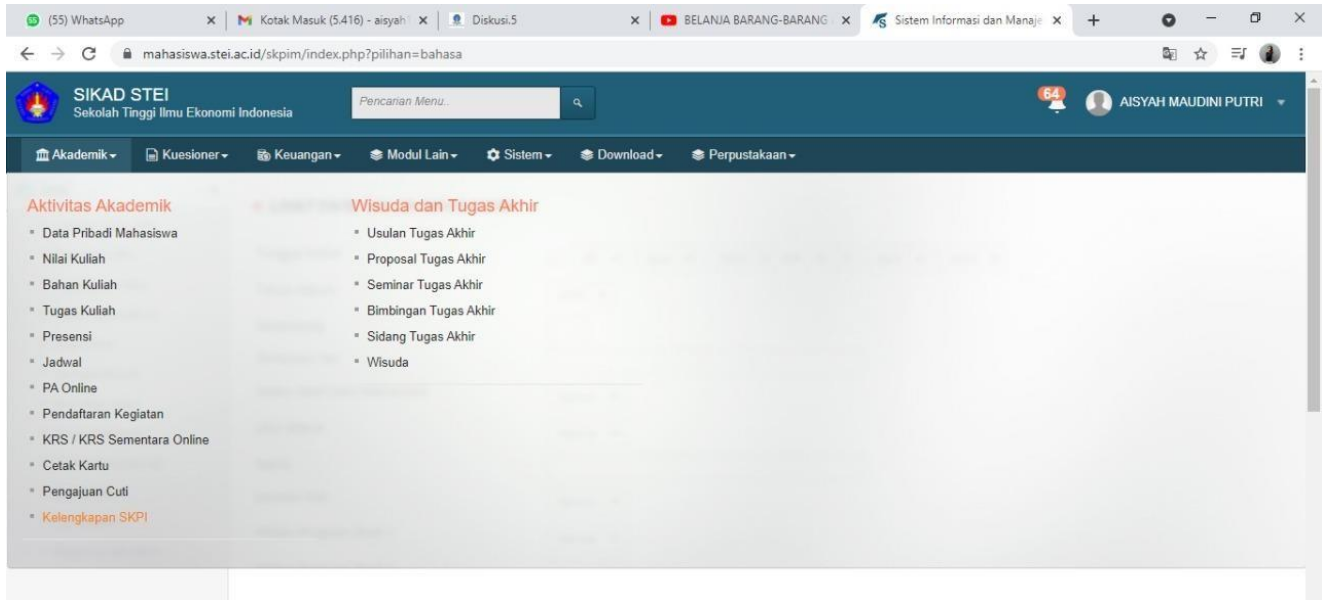 (55) WhatsApp
Kotak Masuk (5.416) - aisyah
Diskusi.5
BELANJA BARANG-BARANG
Sistem Informasi dan Manaje
mahasiswa.stei.ac.id/skpim/index.php?pilihan=bahasa
SIKAD STEI
Sekolah Tinggi Ilmu Ekonomi Indonesia
Pencarian Menu..
64
AISYAH MAUDINI PUTRI
Akademik
Kuesioner
Keuangan
Modul Lain
Sistem
Download
Perpustakaan
Aktivitas Akademik
Data Pribadi Mahasiswa
Nilai Kuliah
Bahan Kuliah
Tugas Kuliah
Presensi
Jadwal
PA Online
Pendaftaran Kegiatan
KRS / KRS Sementara Online
Cetak Kartu
Pengajuan Cuti
Kelengkapan SKPI
Wisuda dan Tugas Akhir
Usulan Tugas Akhir
Proposal Tugas Akhir
Seminar Tugas Akhir
Bimbingan Tugas Akhir
Sidang Tugas Akhir
Wisuda